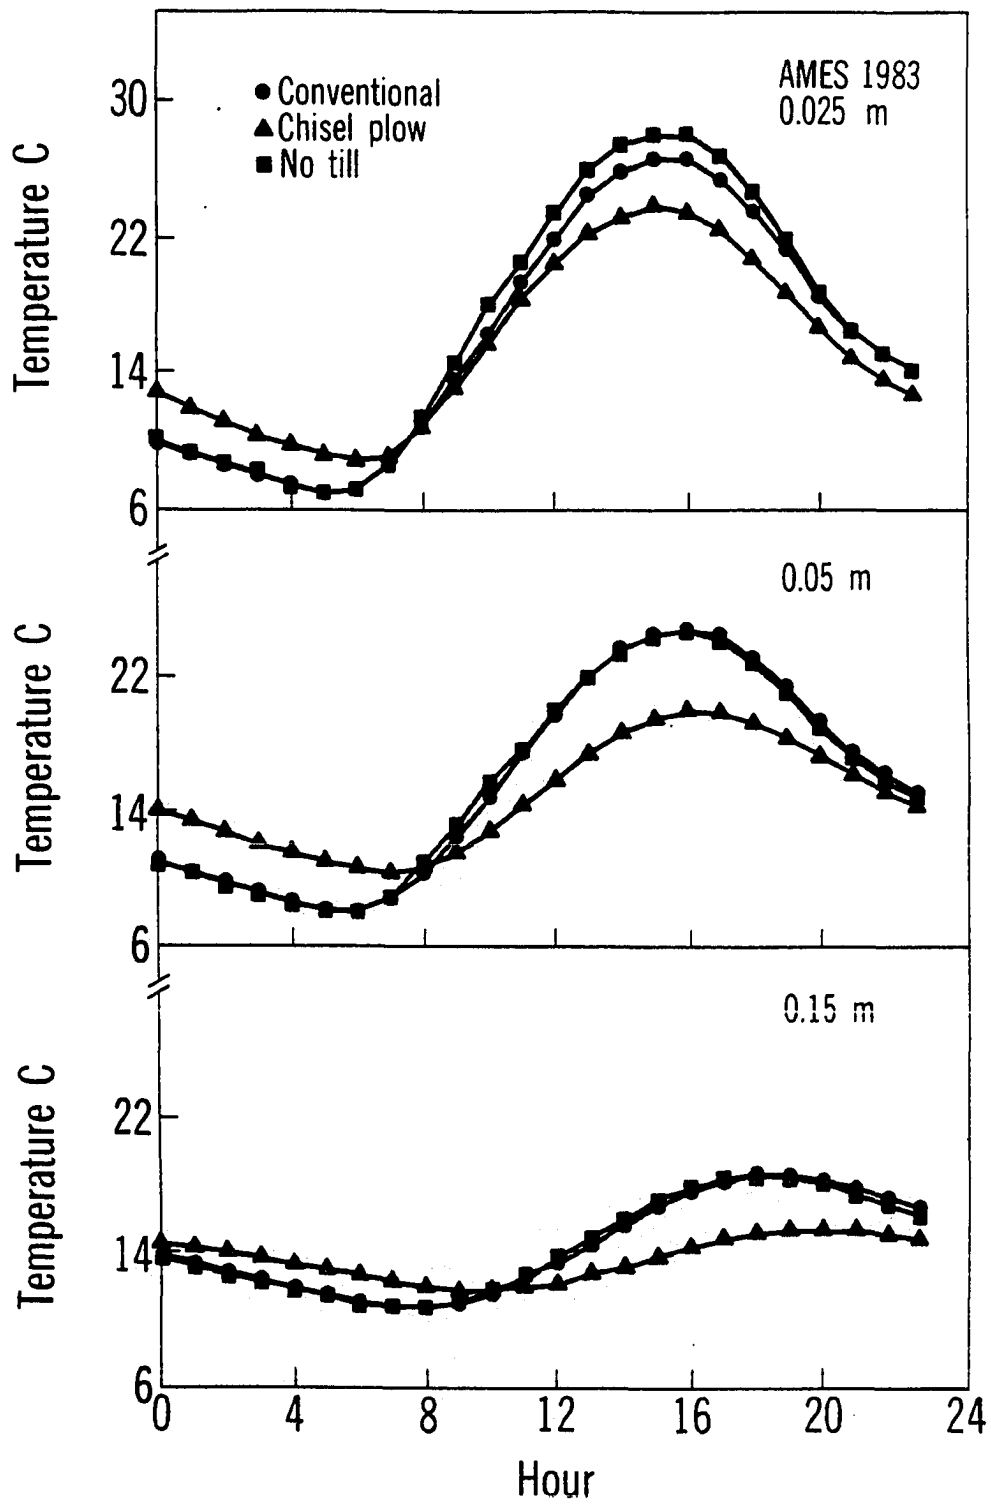 AMES 1983
0.025 m
Conventional
Chisel plow
No till
Temperature C
30
22
14
6
0.05 m
Temperature C
22
14
6
0.15 m
Temperature C
22
14
6
0 4 8 12 16 20 24
Hour